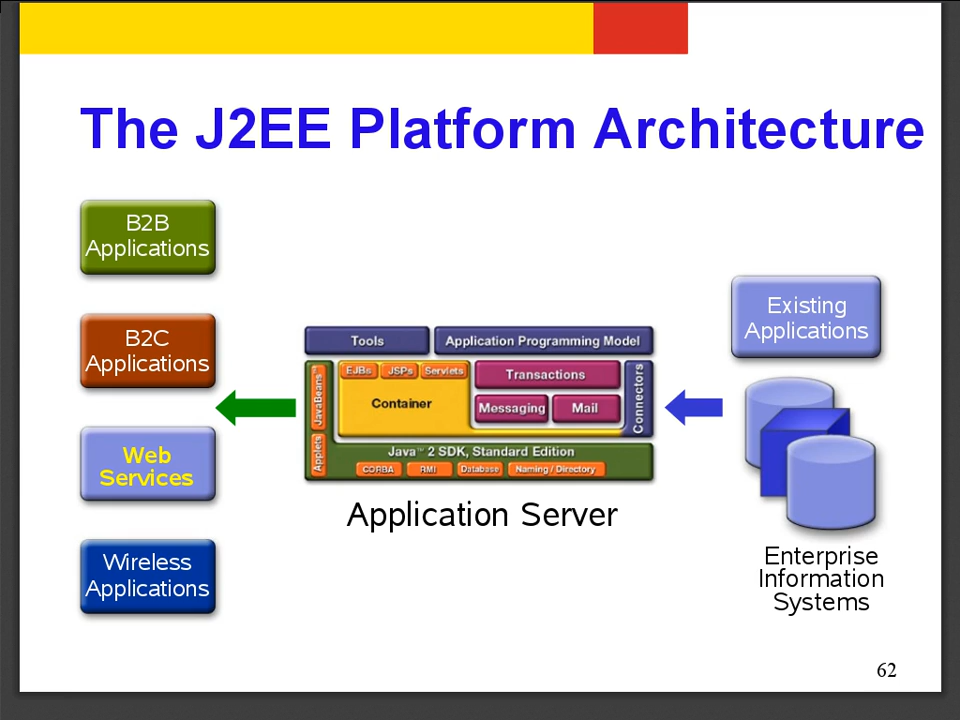 The J2EE Platform Architecture
B2B
Applications
B2C
Applications
Web
Services
Wireless
Applications
Tools
Application Programming Model
JavaBeans™
Applets
EJBs
JSPs
Servlets
Container
Transactions
Messaging
Mail
Connectors
Java™ 2 SDK, Standard Edition
CORBA
RMI
Database
Naming / Directory
Application Server
Existing
Applications
Enterprise
Information
Systems
62